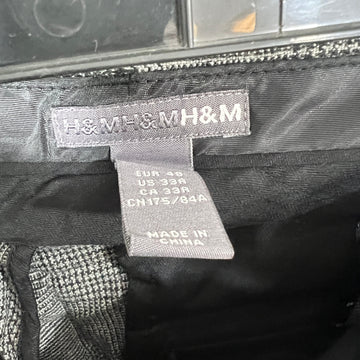 H&MH&MH&M
EUR 48
US 33R
CA 33R
CN175/84A
MADE IN
CHINA